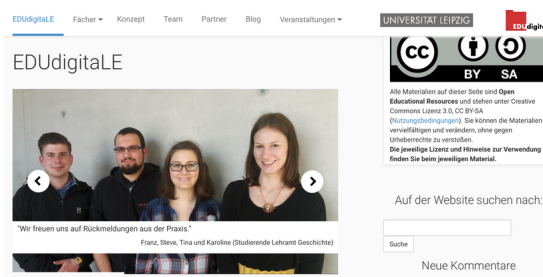 EDUdigitaLE Fächer Konzept Team Partner Blog Veranstaltungen
UNIVERSITÄT LEIPZIG
EDUdigit
EDUdigitaLE
"Wir freuen uns auf Rückmeldungen aus der Praxis."
Franz, Steve, Tina und Karoline (Studierende Lehramt Geschichte)
cc
BY SA
Alle Materialien auf dieser Seite sind Open
Educational Resources und stehen unter Creative
Commons Lizenz 3.0, CC BY-SA
(Nutzungsbedingungen). Sie können die Materialien
vervielfältigen und verändern, ohne gegen
Urheberrechte zu verstoßen.
Die jeweilige Lizenz und Hinweise zur Verwendung
finden Sie beim jeweiligen Material.
Auf der Website suchen nach:
Suche
Neue Kommentare